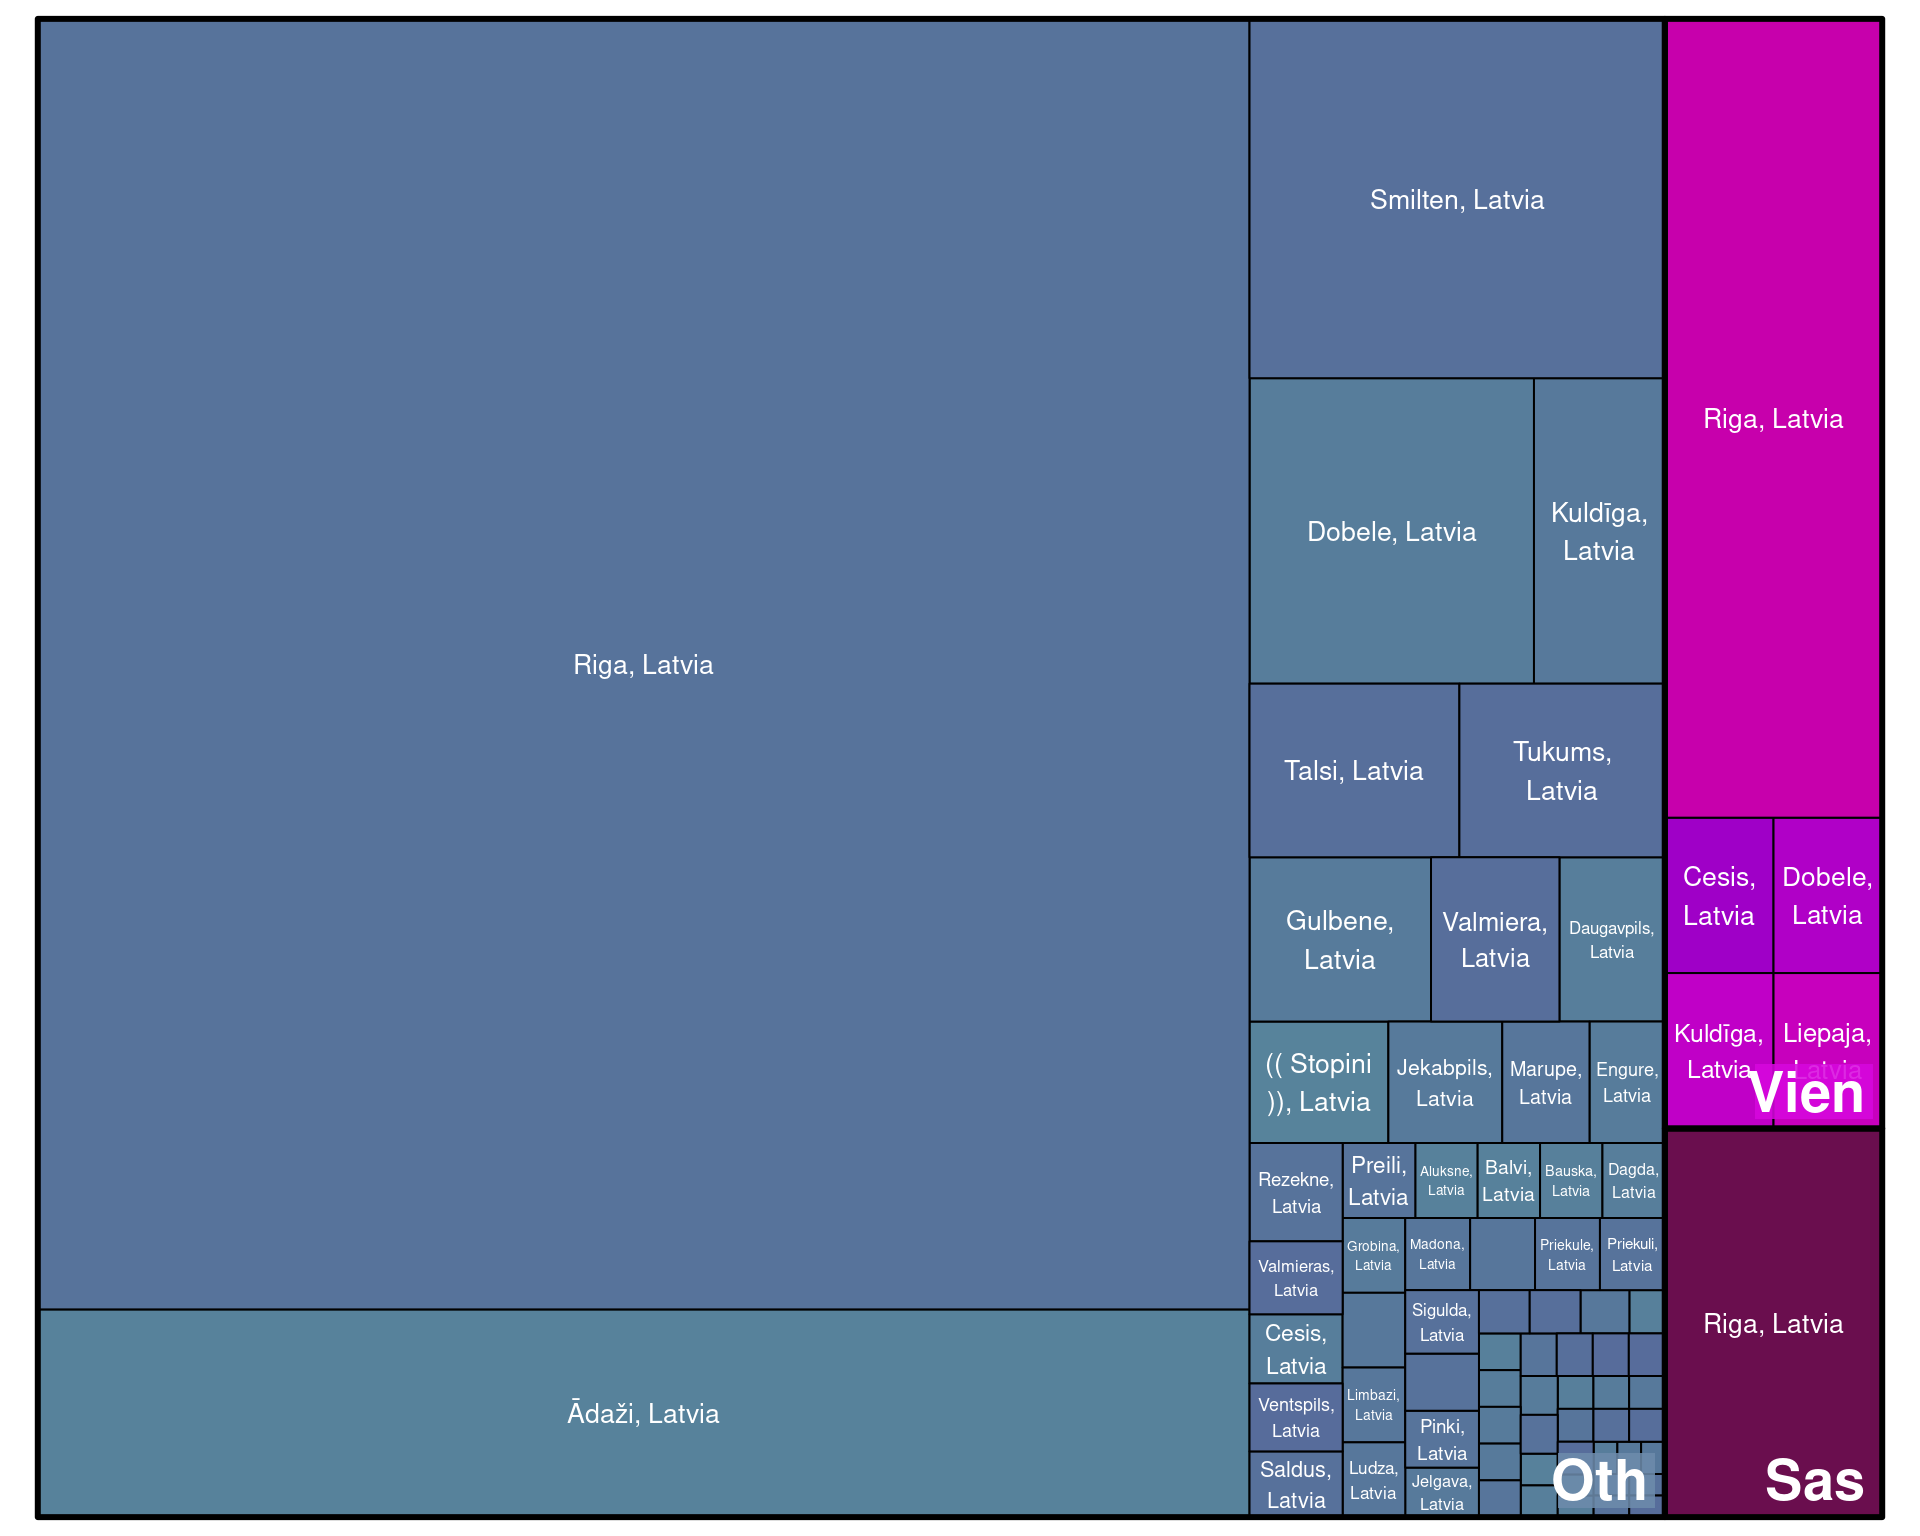 Riga, Latvia
Ādaži, Latvia
Smilten, Latvia
Dobele, Latvia
Kuldīga,
Latvia
Talsi, Latvia
Tukums,
Latvia
Gulbene,
Latvia
Valmiera,
Latvia
Daugavpils,
Latvia
(( Stopini
)), Latvia
Jekabpils,
Latvia
Marupe,
Latvia
Engure,
Latvia
Rezekne,
Latvia
Valmieras,
Latvia
Cesis,
Latvia
Ventspils,
Latvia
Saldus,
Latvia
Preili,
Latvia
Aluksne,
Latvia
Balvi,
Latvia
Bauska,
Latvia
Dagda,
Latvia
Grobina,
Latvia
Madona,
Latvia
Priekule,
Latvia
Priekuli,
Latvia
Limbazi,
Latvia
Ludza,
Latvia
Sigulda,
Latvia
Pinki,
Latvia
Jelgava,
Latvia
Oth
Riga, Latvia
Cesis,
Latvia
Dobele,
Latvia
Kuldīga,
Latvia
Liepaja,
Latvia
Vien
Riga, Latvia
Sas